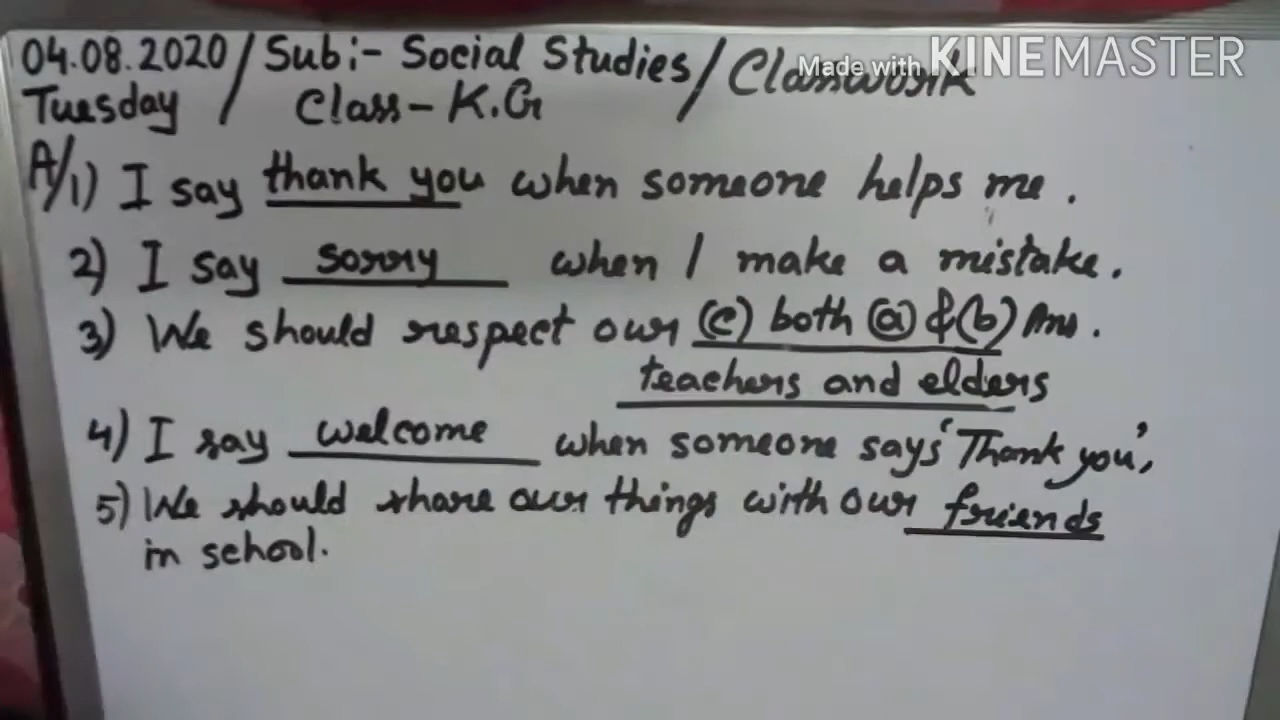 04.08.2020 / Sub:- Social Studies / Classwork
Made with KINEMASTER
Tuesday / Class- K.G
A/1) I say thank you when someone helps me.
2) I say sorry when I make a mistake.
3) We should respect our (c) both (a) & (b) Ans.
teachers and elders
4) I say welcome when someone says 'Thank you',
5) We should share our things with our friends
in school.